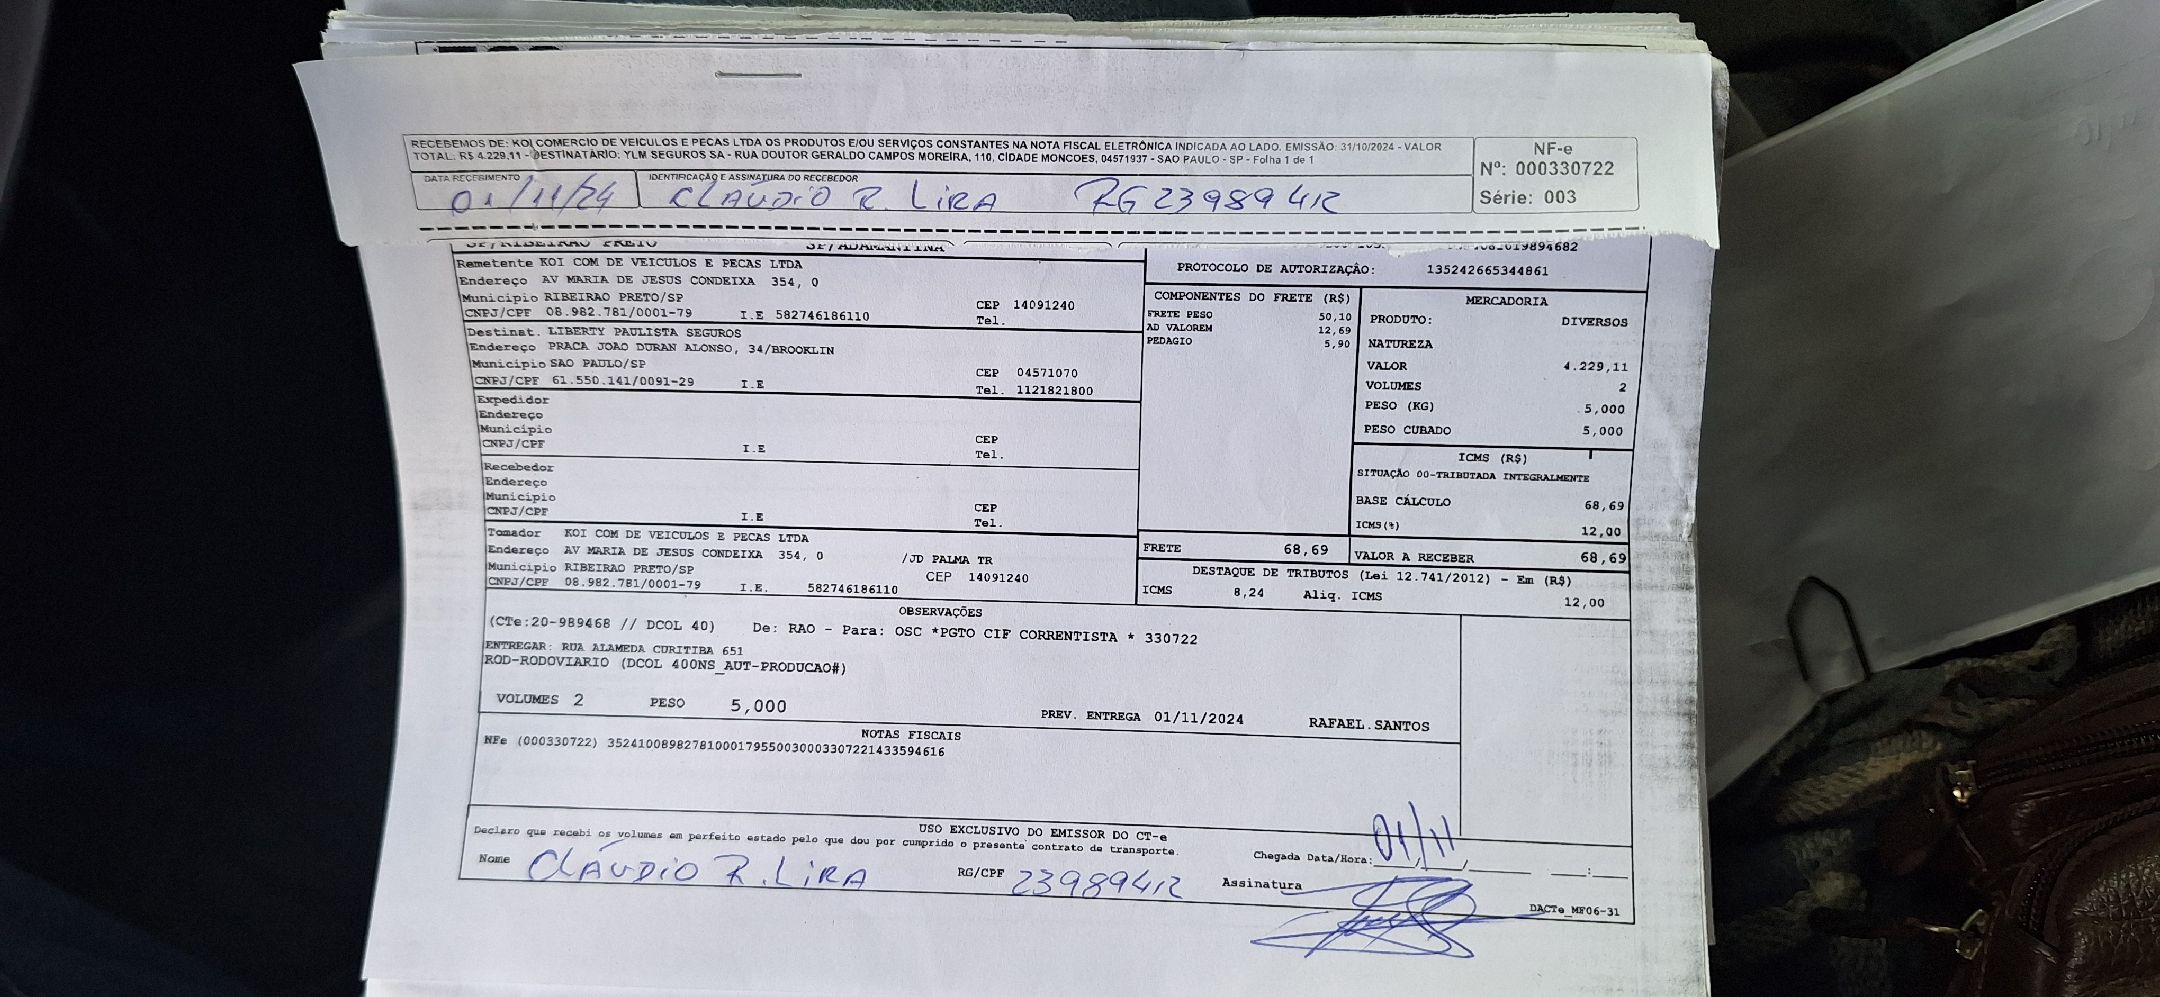 RECEBEMOS DE: KOI COMERCIO DE VEICULOS E PECAS LTDA OS PRODUTOS E/OU SERVIÇOS CONSTANTES NA NOTA FISCAL ELETRÔNICA INDICADA AO LADO. EMISSÃO: 31/10/2024 - VALOR
TOTAL: R$ 4.229,11 - DESTINATÁRIO: YLM SEGUROS SA - RUA DOUTOR GERALDO CAMPOS MOREIRA, 110, CIDADE MONCOES, 04571937 - SAO PAULO - SP - Folha 1 de 1
NF-e
Nº: 000330722
Série: 003
DATA RECEBIMENTO
01/11/24
IDENTIFICAÇÃO E ASSINATURA DO RECEBEDOR
CLÁUDIO R. LIRA RG 23989412
SP/RIBEIRAO PRETO SP/ADAMANTINA
Remetente KOI COM DE VEICULOS E PECAS LTDA
Endereço AV MARIA DE JESUS CONDEIXA 354, 0
Município RIBEIRAO PRETO/SP CEP 14091240
CNPJ/CPF 08.982.781/0001-79 I.E 582746186110 Tel.
Destinat. LIBERTY PAULISTA SEGUROS
Endereço PRACA JOAO DURAN ALONSO, 34/BROOKLIN
Município SAO PAULO/SP CEP 04571070
CNPJ/CPF 61.550.141/0091-29 I.E Tel. 1121821800
Expedidor
Endereço
Município CEP
CNPJ/CPF I.E Tel.
Recebedor
Endereço
Município CEP
CNPJ/CPF I.E Tel.
Tomador KOI COM DE VEICULOS E PECAS LTDA
Endereço AV MARIA DE JESUS CONDEIXA 354, 0 /JD PALMA TR
Município RIBEIRAO PRETO/SP CEP 14091240
CNPJ/CPF 08.982.781/0001-79 I.E. 582746186110
PROTOCOLO DE AUTORIZAÇÃO: 135242665344861
COMPONENTES DO FRETE (R$)
FRETE PESO 50,10
AD VALOREM 12,69
PEDAGIO 5,90
MERCADORIA
PRODUTO: DIVERSOS
NATUREZA
VALOR 4.229,11
VOLUMES 2
PESO (KG) 5,000
PESO CUBADO 5,000
ICMS (R$)
SITUAÇÃO 00-TRIBUTADA INTEGRALMENTE
BASE CÁLCULO 68,69
ICMS(%) 12,00
FRETE 68,69 VALOR A RECEBER 68,69
DESTAQUE DE TRIBUTOS (Lei 12.741/2012) - Em (R$)
ICMS 8,24 Aliq. ICMS 12,00
OBSERVAÇÕES
(CTe:20-989468 // DCOL 40) De: RAO - Para: OSC *PGTO CIF CORRENTISTA * 330722
ENTREGAR: RUA ALAMEDA CURITIBA 651
ROD-RODOVIARIO (DCOL 400NS_AUT-PRODUCAO#)
VOLUMES 2 PESO 5,000 PREV. ENTREGA 01/11/2024 RAFAEL.SANTOS
NOTAS FISCAIS
NFe (000330722) 35241008982781000179550030003307221433594616
USO EXCLUSIVO DO EMISSOR DO CT-e
Declaro que recebi os volumes em perfeito estado pelo que dou por cumprido o presente contrato de transporte.
Chegada Data/Hora: 01/11
Nome CLÁUDIO R. LIRA RG/CPF 23989412 Assinatura
DACTe_MF06-31